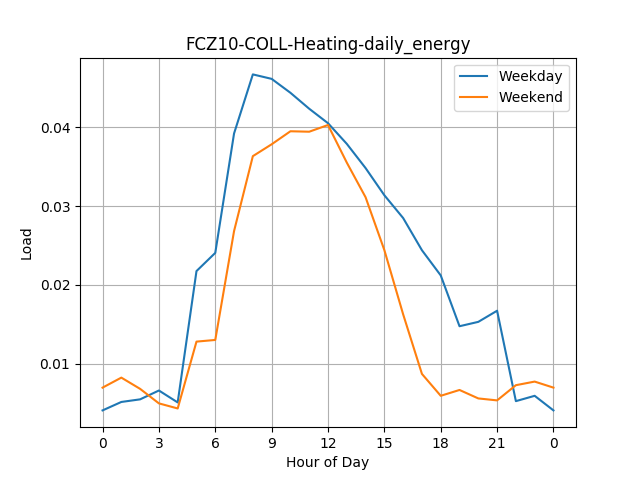 FCZ10-COLL-Heating-daily_energy
Weekday
Weekend
0.04
0.03
0.02
0.01
Load
0 3 6 9 12 15 18 21 0
Hour of Day